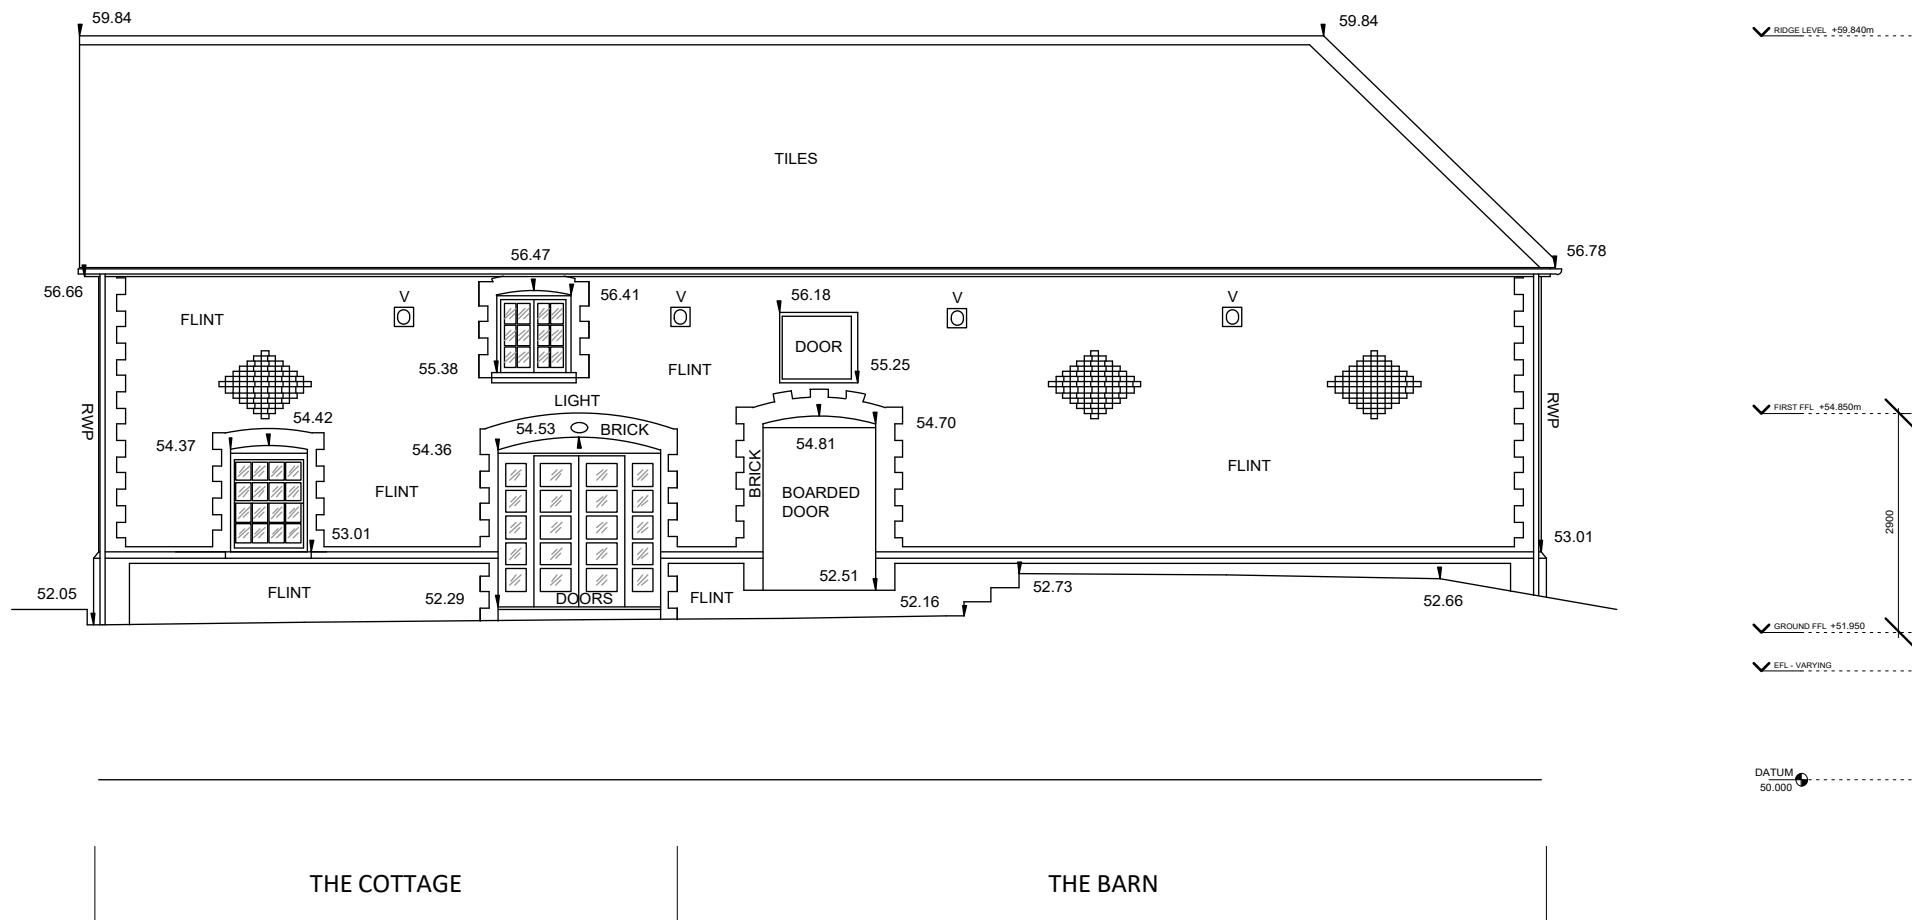 59.84
59.84
RIDGE LEVEL +59.840m
TILES
56.47
56.78
56.66
V
56.41
V
56.18
V
V
FLINT
DOOR
55.38
FLINT
55.25
LIGHT
RWP
54.42
54.53
BRICK
54.70
RWP
FIRST FFL +54.850m
54.37
54.36
54.81
BRICK
FLINT
FLINT
BOARDED
DOOR
53.01
53.01
2900
52.05
FLINT
52.29
DOORS
FLINT
52.51
52.16
52.73
52.66
GROUND FFL +51.950
EFL - VARYING
DATUM
50.000
THE COTTAGE
THE BARN